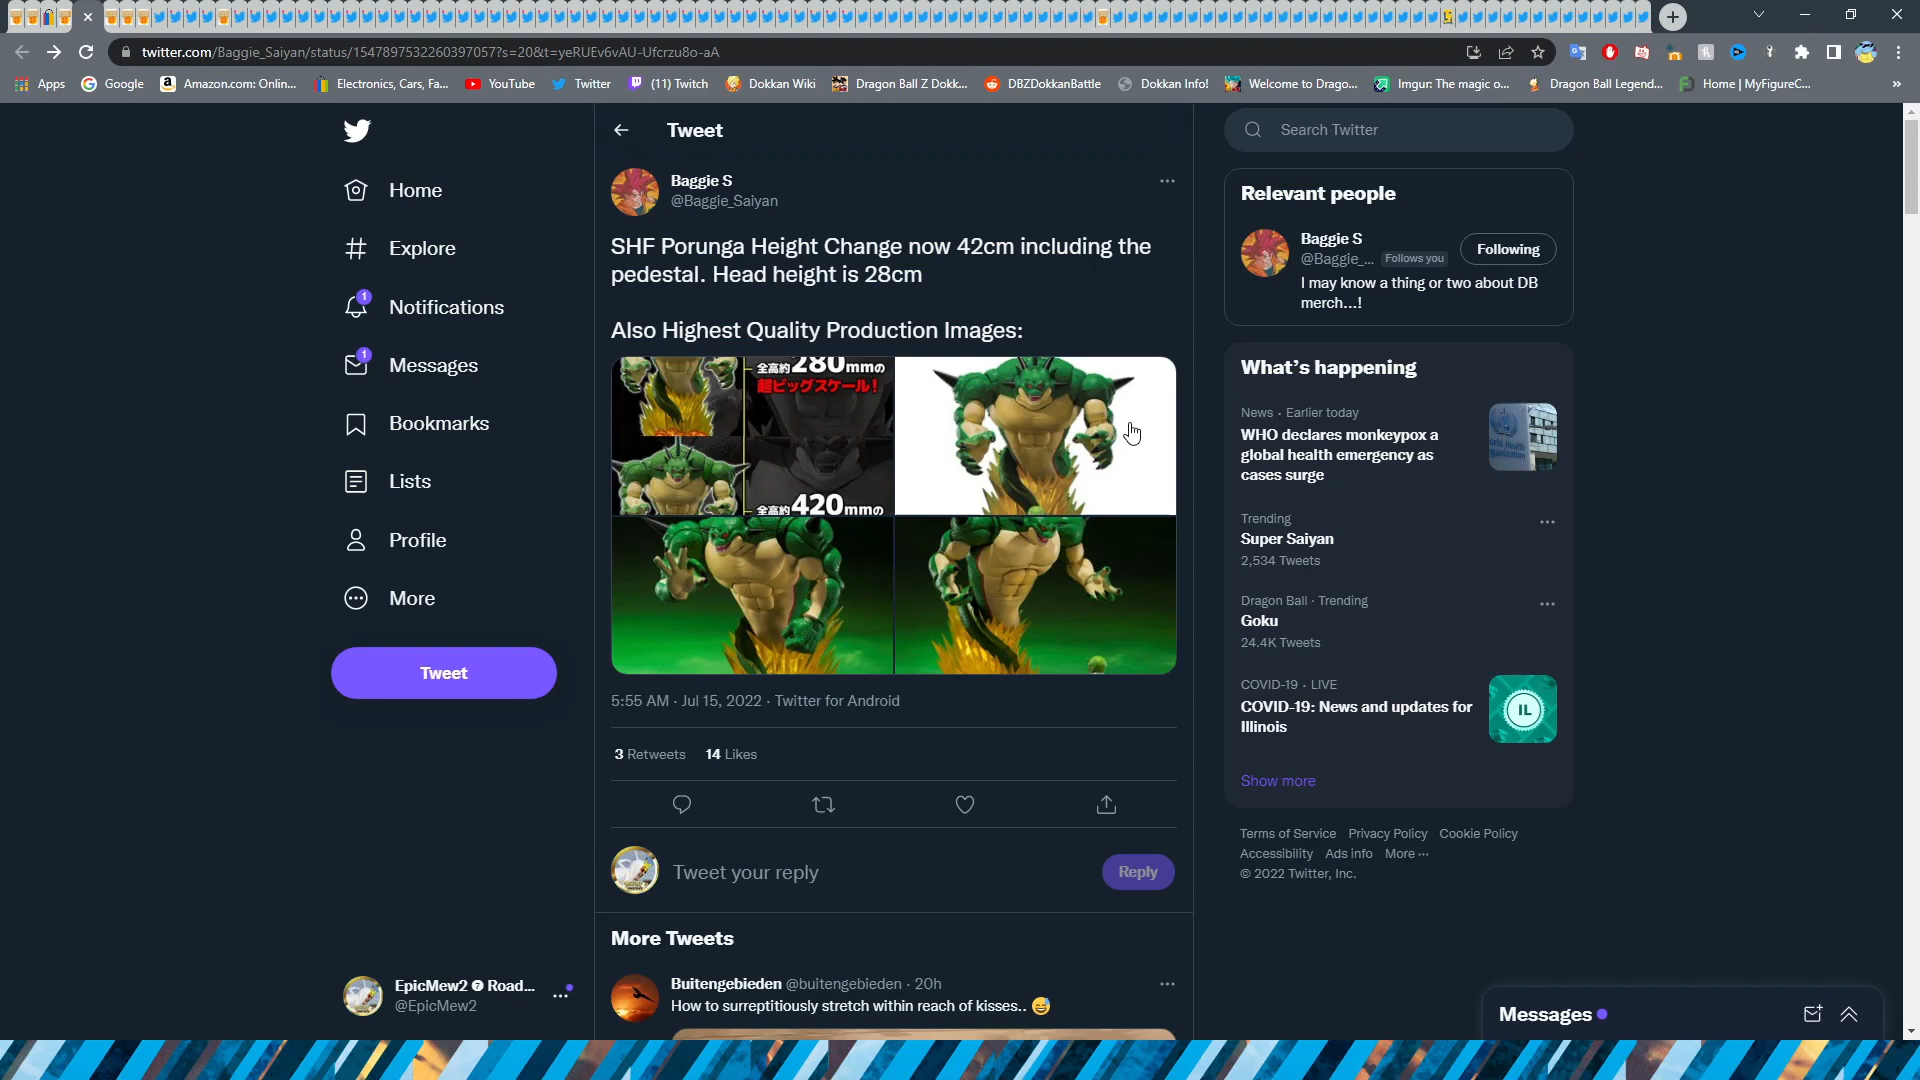 twitter.com/Baggie_Saiyan/status/1547897532260397057?s=20&t=yeRUEv6vAU-Ufcrzu8o-aA
Apps
Google
Amazon.com: Onlin...
Electronics, Cars, Fa...
YouTube
Twitter
(11) Twitch
Dokkan Wiki
Dragon Ball Z Dokk...
DBZDokkanBattle
Dokkan Info!
Welcome to Drago...
Imgur: The magic o...
Dragon Ball Legend...
Home | MyFigureC...
»
Home
Explore
1
Notifications
1
Messages
Bookmarks
Lists
Profile
More
Tweet
EpicMew2 7 Road...
@EpicMew2
Tweet
Baggie S
@Baggie_Saiyan
SHF Porunga Height Change now 42cm including the
pedestal. Head height is 28cm
Also Highest Quality Production Images:
全高約280mmの
超ビッグスケール!
全高約420mmの
5:55 AM · Jul 15, 2022 · Twitter for Android
3 Retweets 14 Likes
Tweet your reply
Reply
More Tweets
Buitengebieden @buitengebieden · 20h
How to surreptitiously stretch within reach of kisses.. 😅
Search Twitter
Relevant people
Baggie S
@Baggie_... Follows you
Following
I may know a thing or two about DB
merch...!
What's happening
News · Earlier today
WHO declares monkeypox a
global health emergency as
cases surge
Trending
Super Saiyan
2,534 Tweets
Dragon Ball · Trending
Goku
24.4K Tweets
COVID-19 · LIVE
COVID-19: News and updates for
Illinois
IL
Show more
Terms of Service Privacy Policy Cookie Policy
Accessibility Ads info More ···
© 2022 Twitter, Inc.
Messages